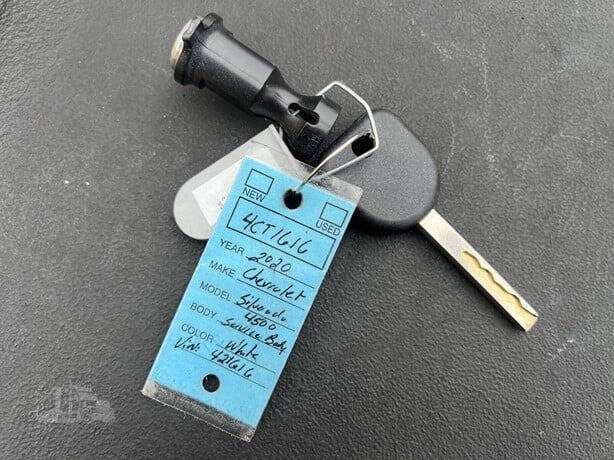 NEW USED
4CT1616
YEAR 2020
MAKE Chevrolet
MODEL Silverado
4500
BODY Service Body
COLOR White
Vin: 421616